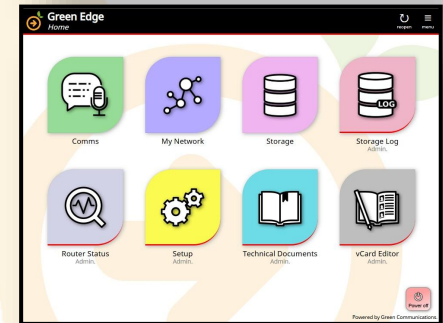 Green Edge
Home
reopen
menu
Comms
My Network
Storage
LOG
Storage Log
Admin.
Router Status
Admin.
Setup
Admin.
Technical Documents
Admin.
vCard Editor
Admin.
Power off
Powered by Green Communications